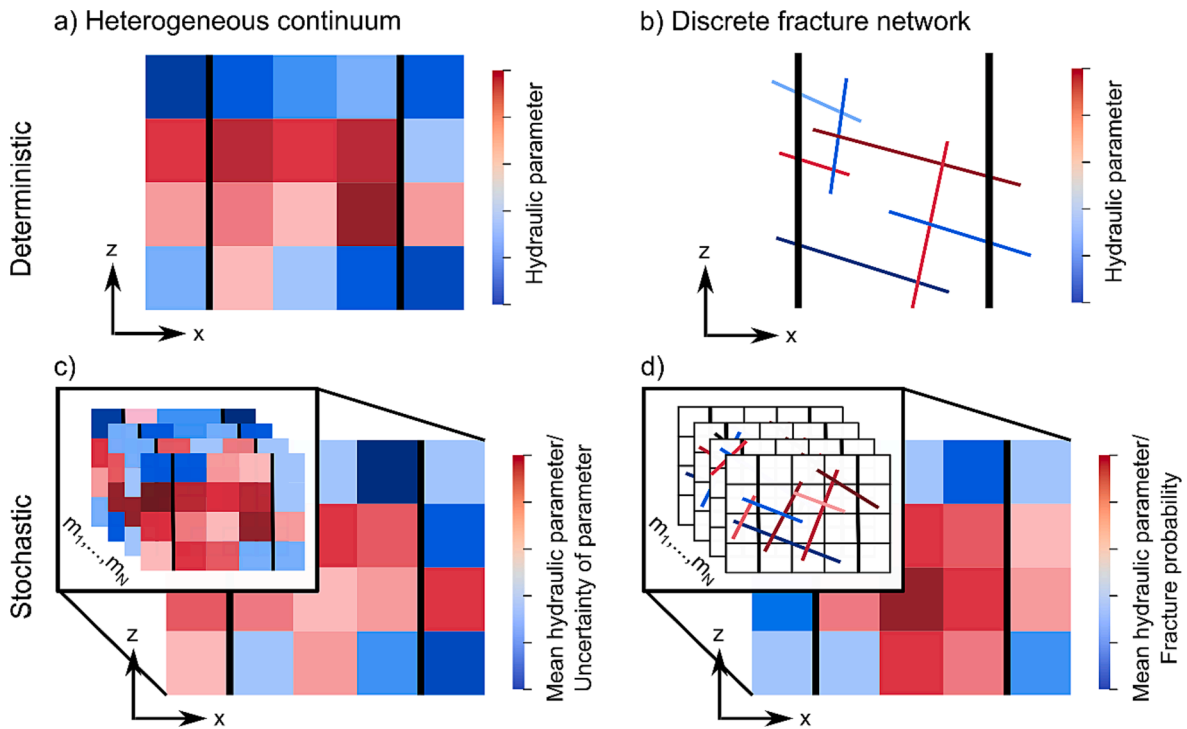 a) Heterogeneous continuum
b) Discrete fracture network
Deterministic
z
x
Hydraulic parameter
z
x
Hydraulic parameter
c)
d)
Stochastic
m1,...,mN
z
x
Mean hydraulic parameter/
Uncertainty of parameter
m1,...,mN
z
x
Mean hydraulic parameter/
Fracture probability